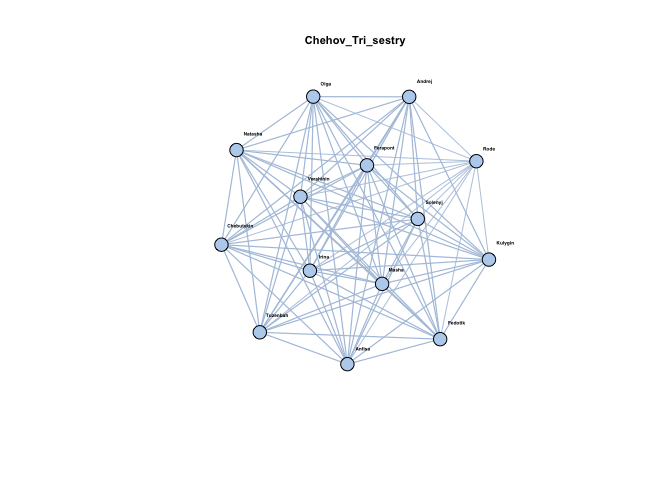 Chehov_Tri_sestry
Olga
Andrej
Natasha
Ferapont
Rode
Vershinin
Solenyj
Chebutykin
Kulygin
Irina
Masha
Tuzenbah
Fedotik
Anfisa